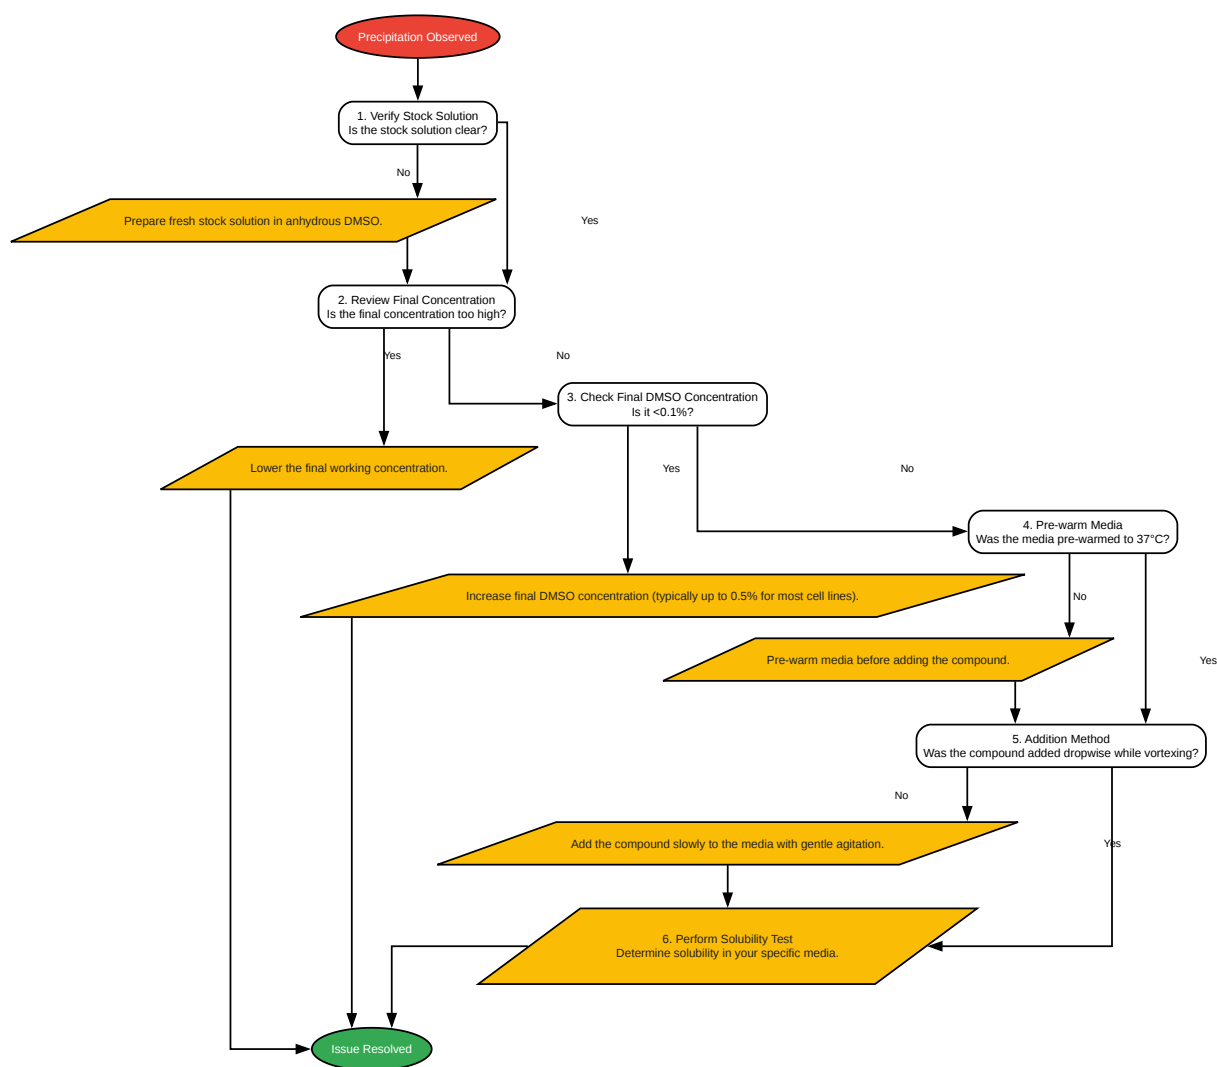 Precipitation Observed
1. Verify Stock Solution
Is the stock solution clear?
No
Prepare fresh stock solution in anhydrous DMSO.
Yes
2. Review Final Concentration
Is the final concentration too high?
Yes
No
3. Check Final DMSO Concentration
Is it <0.1%?
Lower the final working concentration.
Yes
No
4. Pre-warm Media
Was the media pre-warmed to 37°C?
Increase final DMSO concentration (typically up to 0.5% for most cell lines).
No
Pre-warm media before adding the compound.
Yes
5. Addition Method
Was the compound added dropwise while vortexing?
No
Add the compound slowly to the media with gentle agitation.
Yes
6. Perform Solubility Test
Determine solubility in your specific media.
Issue Resolved